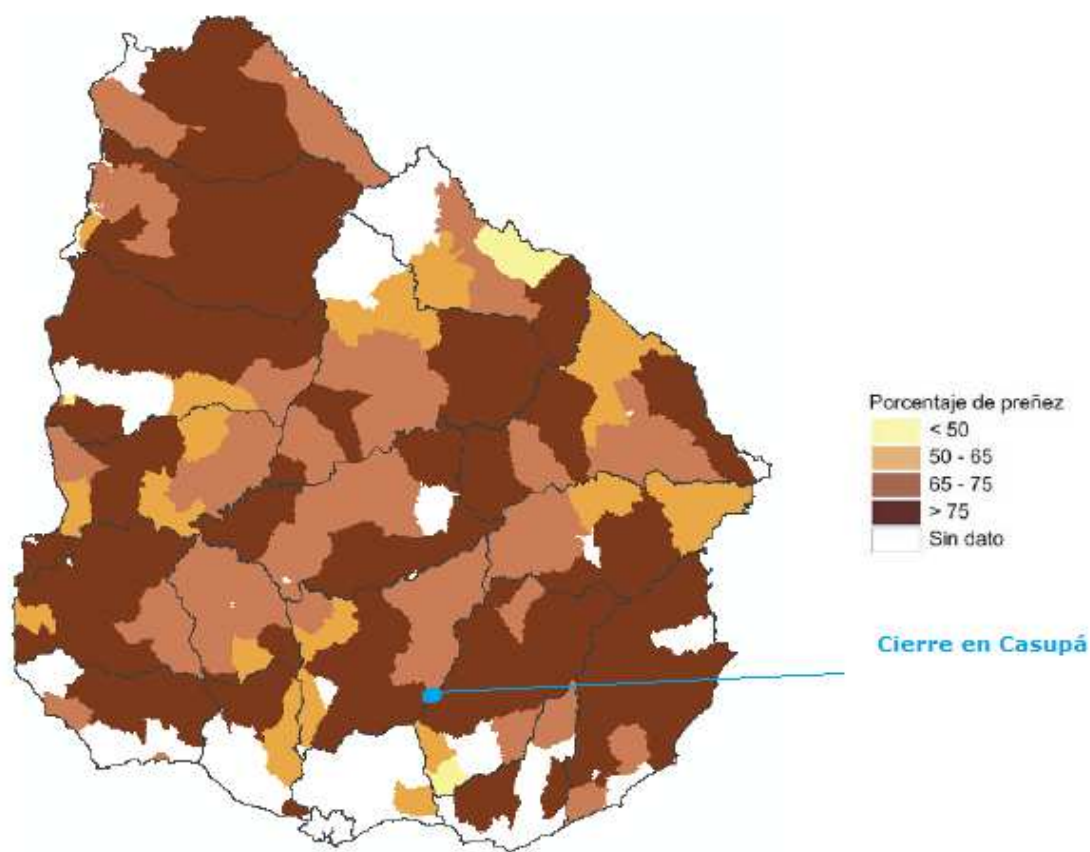 Porcentaje de preñez
< 50
50 - 65
65 - 75
> 75
Sin dato
Cierre en Casupá